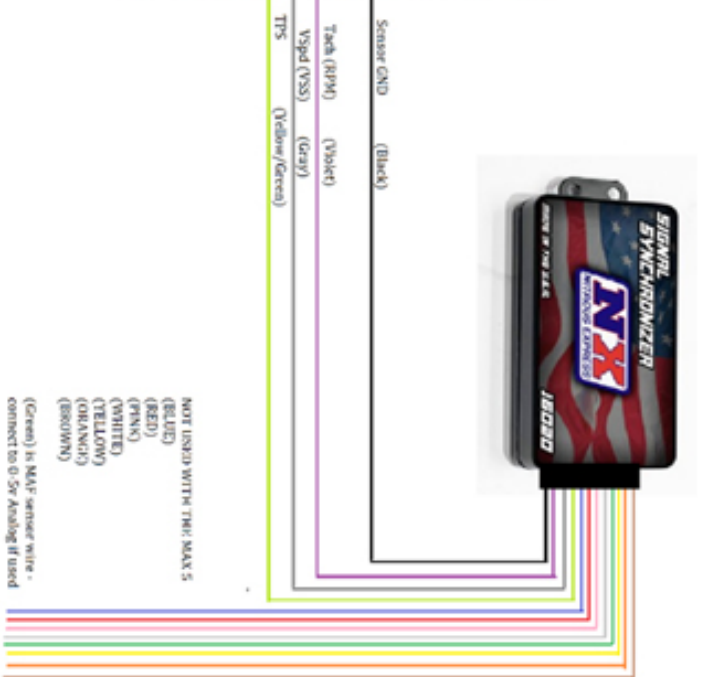 Sensor GND (Black)
Tach (RPM) (Violet)
VSpd (VSS) (Gray)
TPS (Yellow/Green)
SIGNAL
SYNCHRONIZER
NX
NITROUS EXPRESS
MADE IN THE U.S.A.
16030
NOT USED WITH THE MAX 5
(BLUE)
(RED)
(PINK)
(WHITE)
(YELLOW)
(ORANGE)
(BROWN)
(Green) is MAF sensor wire -
connect to 0-5v Analog if used